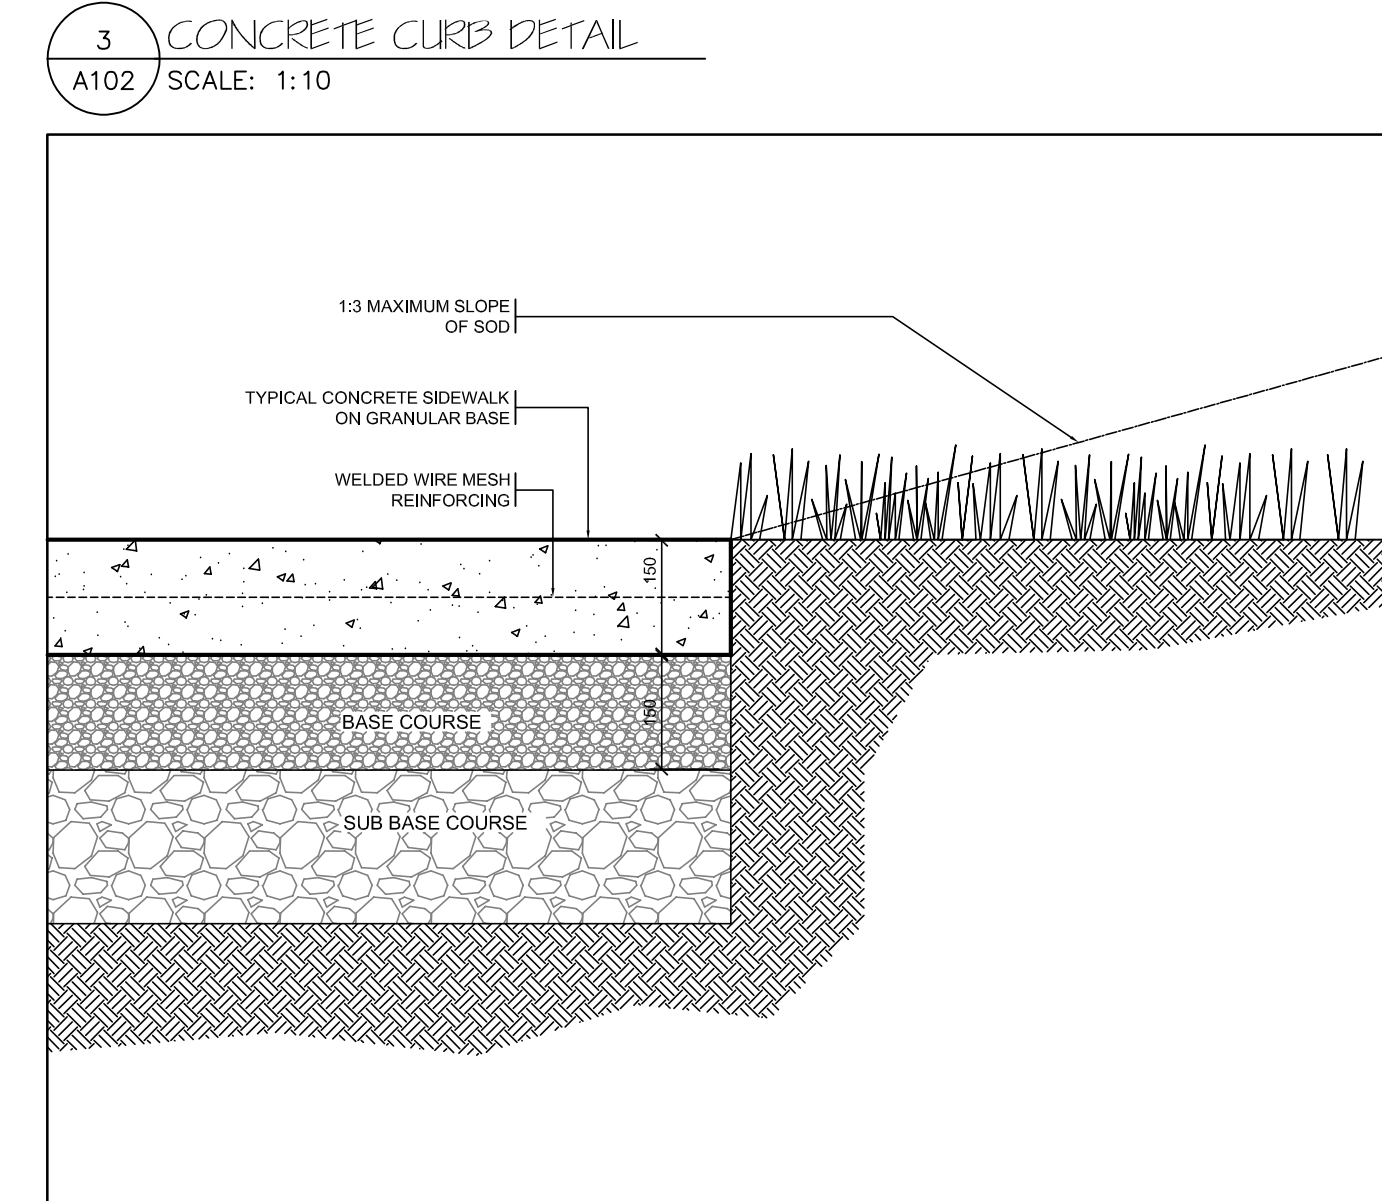 3
CONCRETE CURB DETAIL
A102
SCALE: 1:10
1:3 MAXIMUM SLOPE
OF SOD
TYPICAL CONCRETE SIDEWALK
ON GRANULAR BASE
WELDED WIRE MESH
REINFORCING
150
150
BASE COURSE
SUB BASE COURSE